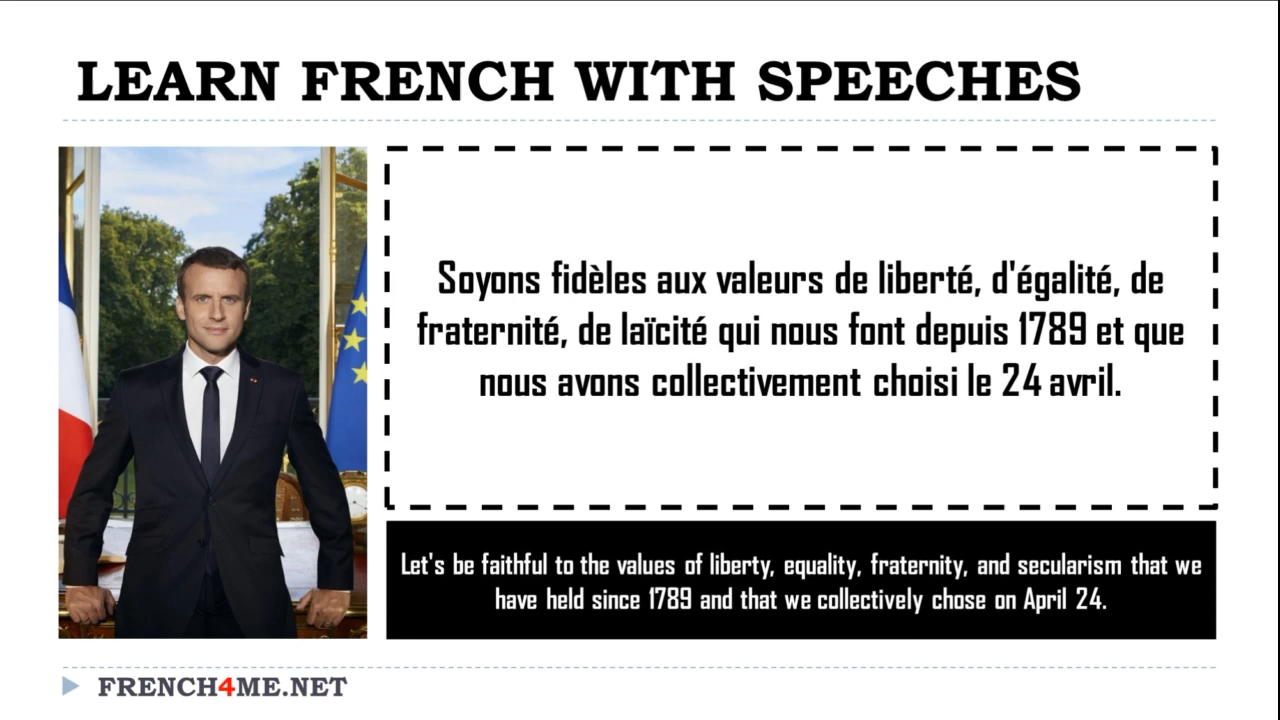 LEARN FRENCH WITH SPEECHES
Soyons fidèles aux valeurs de liberté, d'égalité, de
fraternité, de laïcité qui nous font depuis 1789 et que
nous avons collectivement choisi le 24 avril.
Let's be faithful to the values of liberty, equality, fraternity, and secularism that we
have held since 1789 and that we collectively chose on April 24.
FRENCH4ME.NET